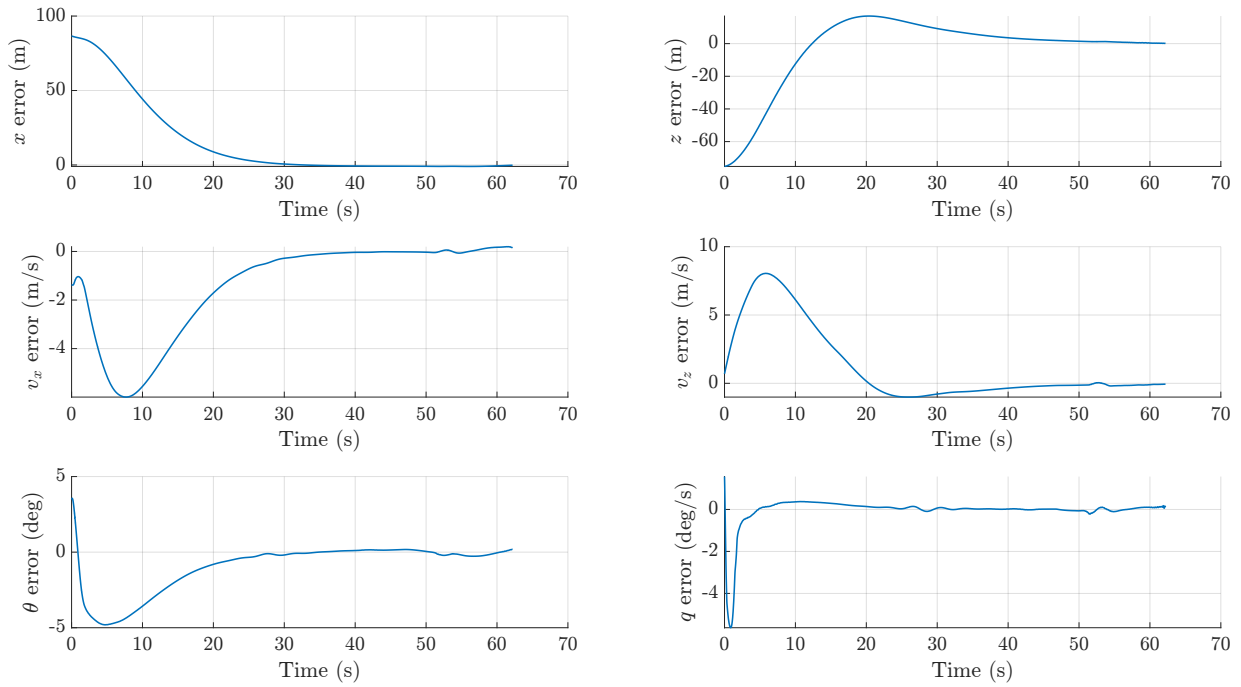 100
50
0
x error (m)
0 10 20 30 40 50 60 70
Time (s)
0
-20
-40
-60
z error (m)
0 10 20 30 40 50 60 70
Time (s)
0
-2
-4
vₓ error (m/s)
0 10 20 30 40 50 60 70
Time (s)
10
5
0
v_z error (m/s)
0 10 20 30 40 50 60 70
Time (s)
5
0
-5
θ error (deg)
0 10 20 30 40 50 60 70
Time (s)
0
-2
-4
q error (deg/s)
0 10 20 30 40 50 60 70
Time (s)